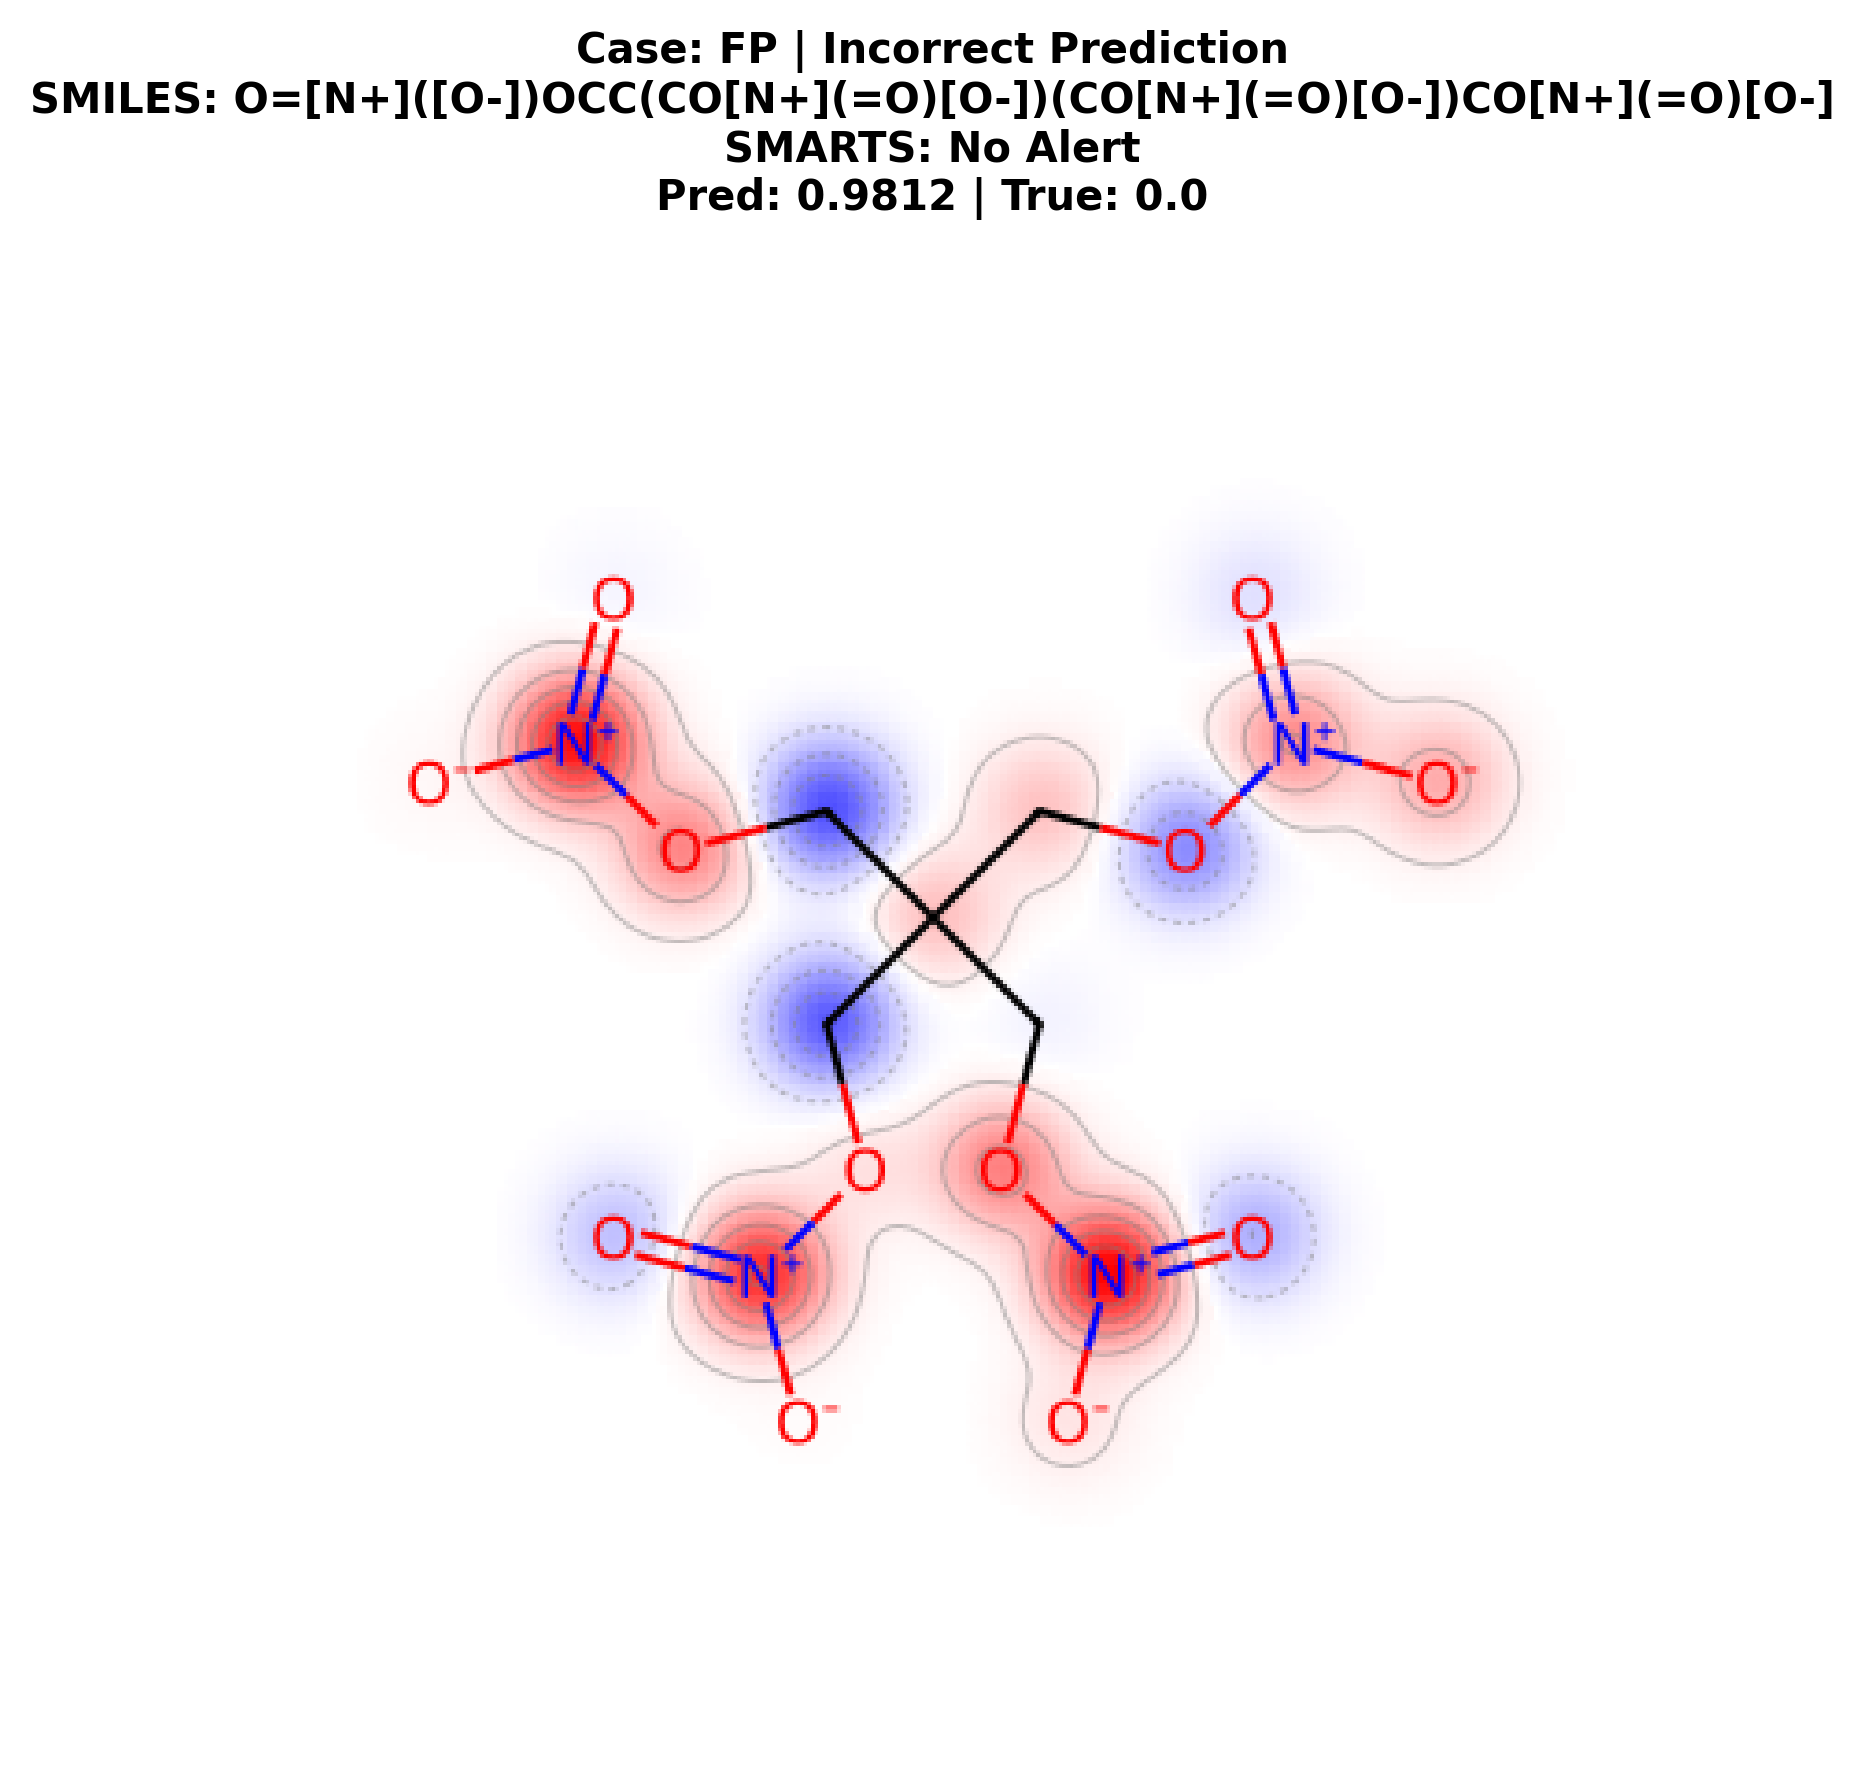 Case: FP | Incorrect Prediction
SMILES: O=[N+]([O-])OCC(CO[N+](=O)[O-])(CO[N+](=O)[O-])CO[N+](=O)[O-]
SMARTS: No Alert
Pred: 0.9812 | True: 0.0
O O
N+ N+
O- O-
O O
O O
O N+ N+ O
O- O-